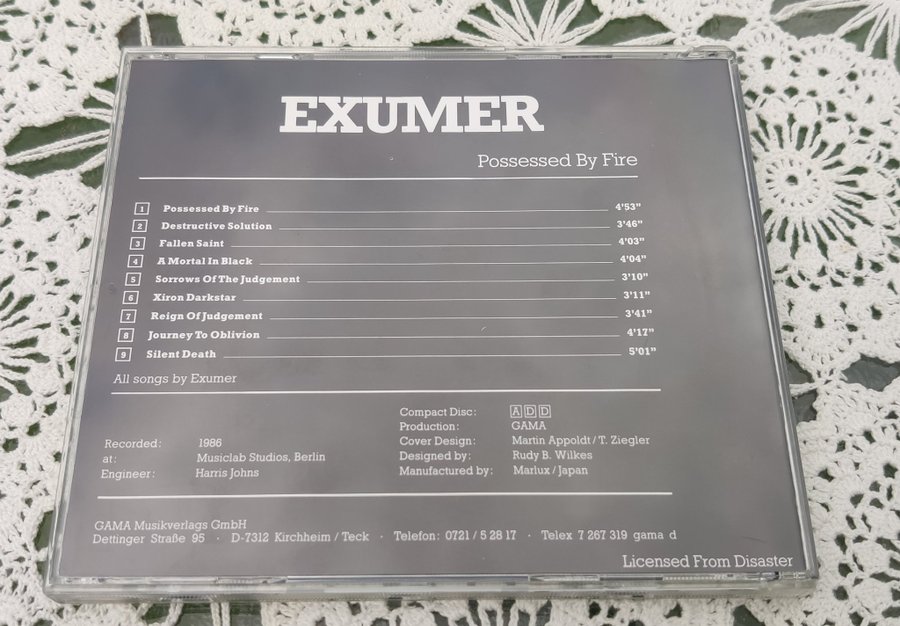 EXUMER
Possessed By Fire
1 Possessed By Fire 4'53"
2 Destructive Solution 3'46"
3 Fallen Saint 4'03"
4 A Mortal In Black 4'04"
5 Sorrows Of The Judgement 3'10"
6 Xiron Darkstar 3'11"
7 Reign Of Judgement 3'41"
8 Journey To Oblivion 4'17"
9 Silent Death 5'01"
All songs by Exumer
Recorded: 1986
at: Musiclab Studios, Berlin
Engineer: Harris Johns
Compact Disc: ADD
Production: GAMA
Cover Design: Martin Appoldt / T. Ziegler
Designed by: Rudy B. Wilkes
Manufactured by: Marlux / Japan
GAMA Musikverlags GmbH
Dettinger Straße 95 · D-7312 Kirchheim / Teck · Telefon: 0721 / 5 28 17 · Telex 7 267 319 gama d
Licensed From Disaster